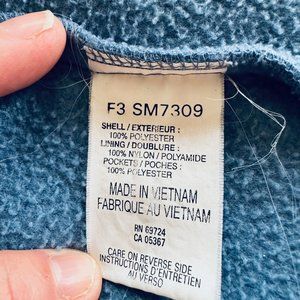 F3 SM7309
SHELL / EXTERIEUR :
100% POLYESTER
LINING / DOUBLURE :
100% NYLON / POLYAMIDE
POCKETS / POCHES :
100% POLYESTER
MADE IN VIETNAM
FABRIQUE AU VIETNAM
RN 69724
CA 05367
CARE ON REVERSE SIDE
INSTRUCTIONS D'ENTRETIEN
AU VERSO